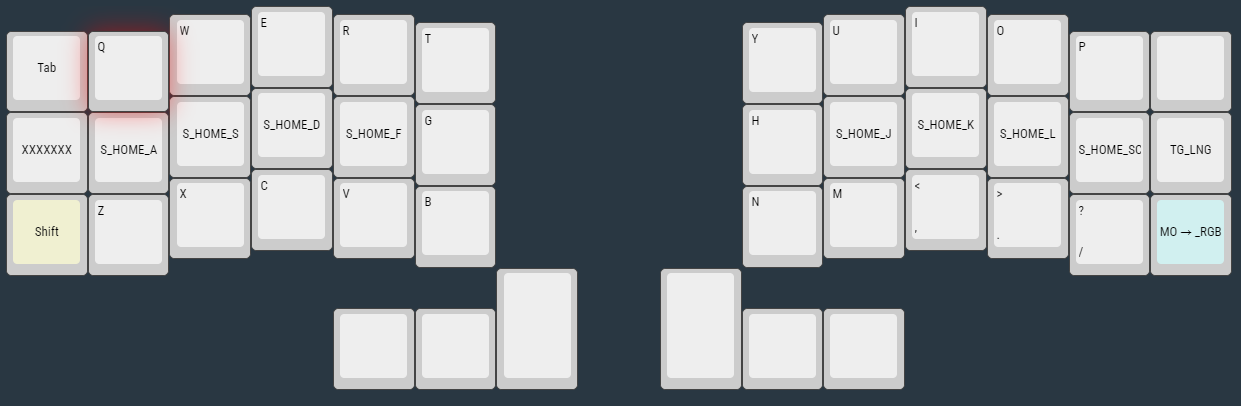 Tab Q W E R T Y U I O P
XXXXXXX S_HOME_A S_HOME_S S_HOME_D S_HOME_F G H S_HOME_J S_HOME_K S_HOME_L S_HOME_SC TG_LNG
Shift Z X C V B N M < > ? MO → _RGB
, . /